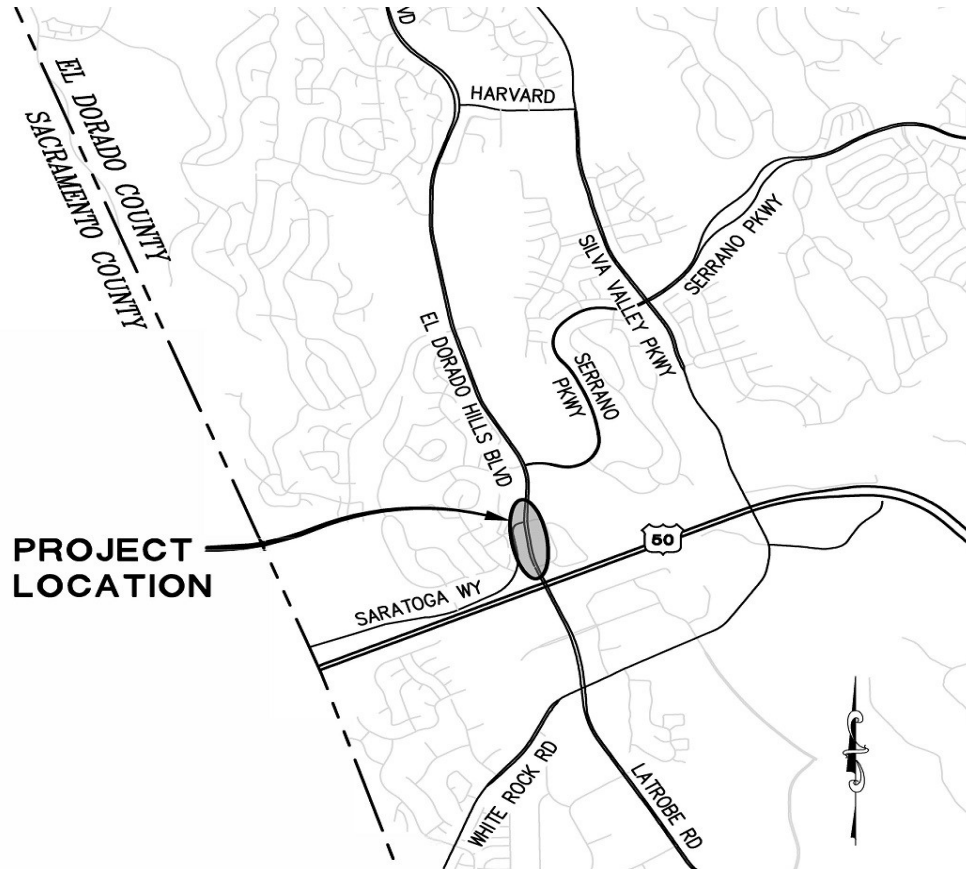 VD
HARVARD
EL DORADO COUNTY
SACRAMENTO COUNTY
SERRANO PKWY
SILVA VALLEY PKWY
EL DORADO HILLS BLVD
SERRANO
PKWY
50
PROJECT
LOCATION
SARATOGA WY
WHITE ROCK RD
LATROBE RD